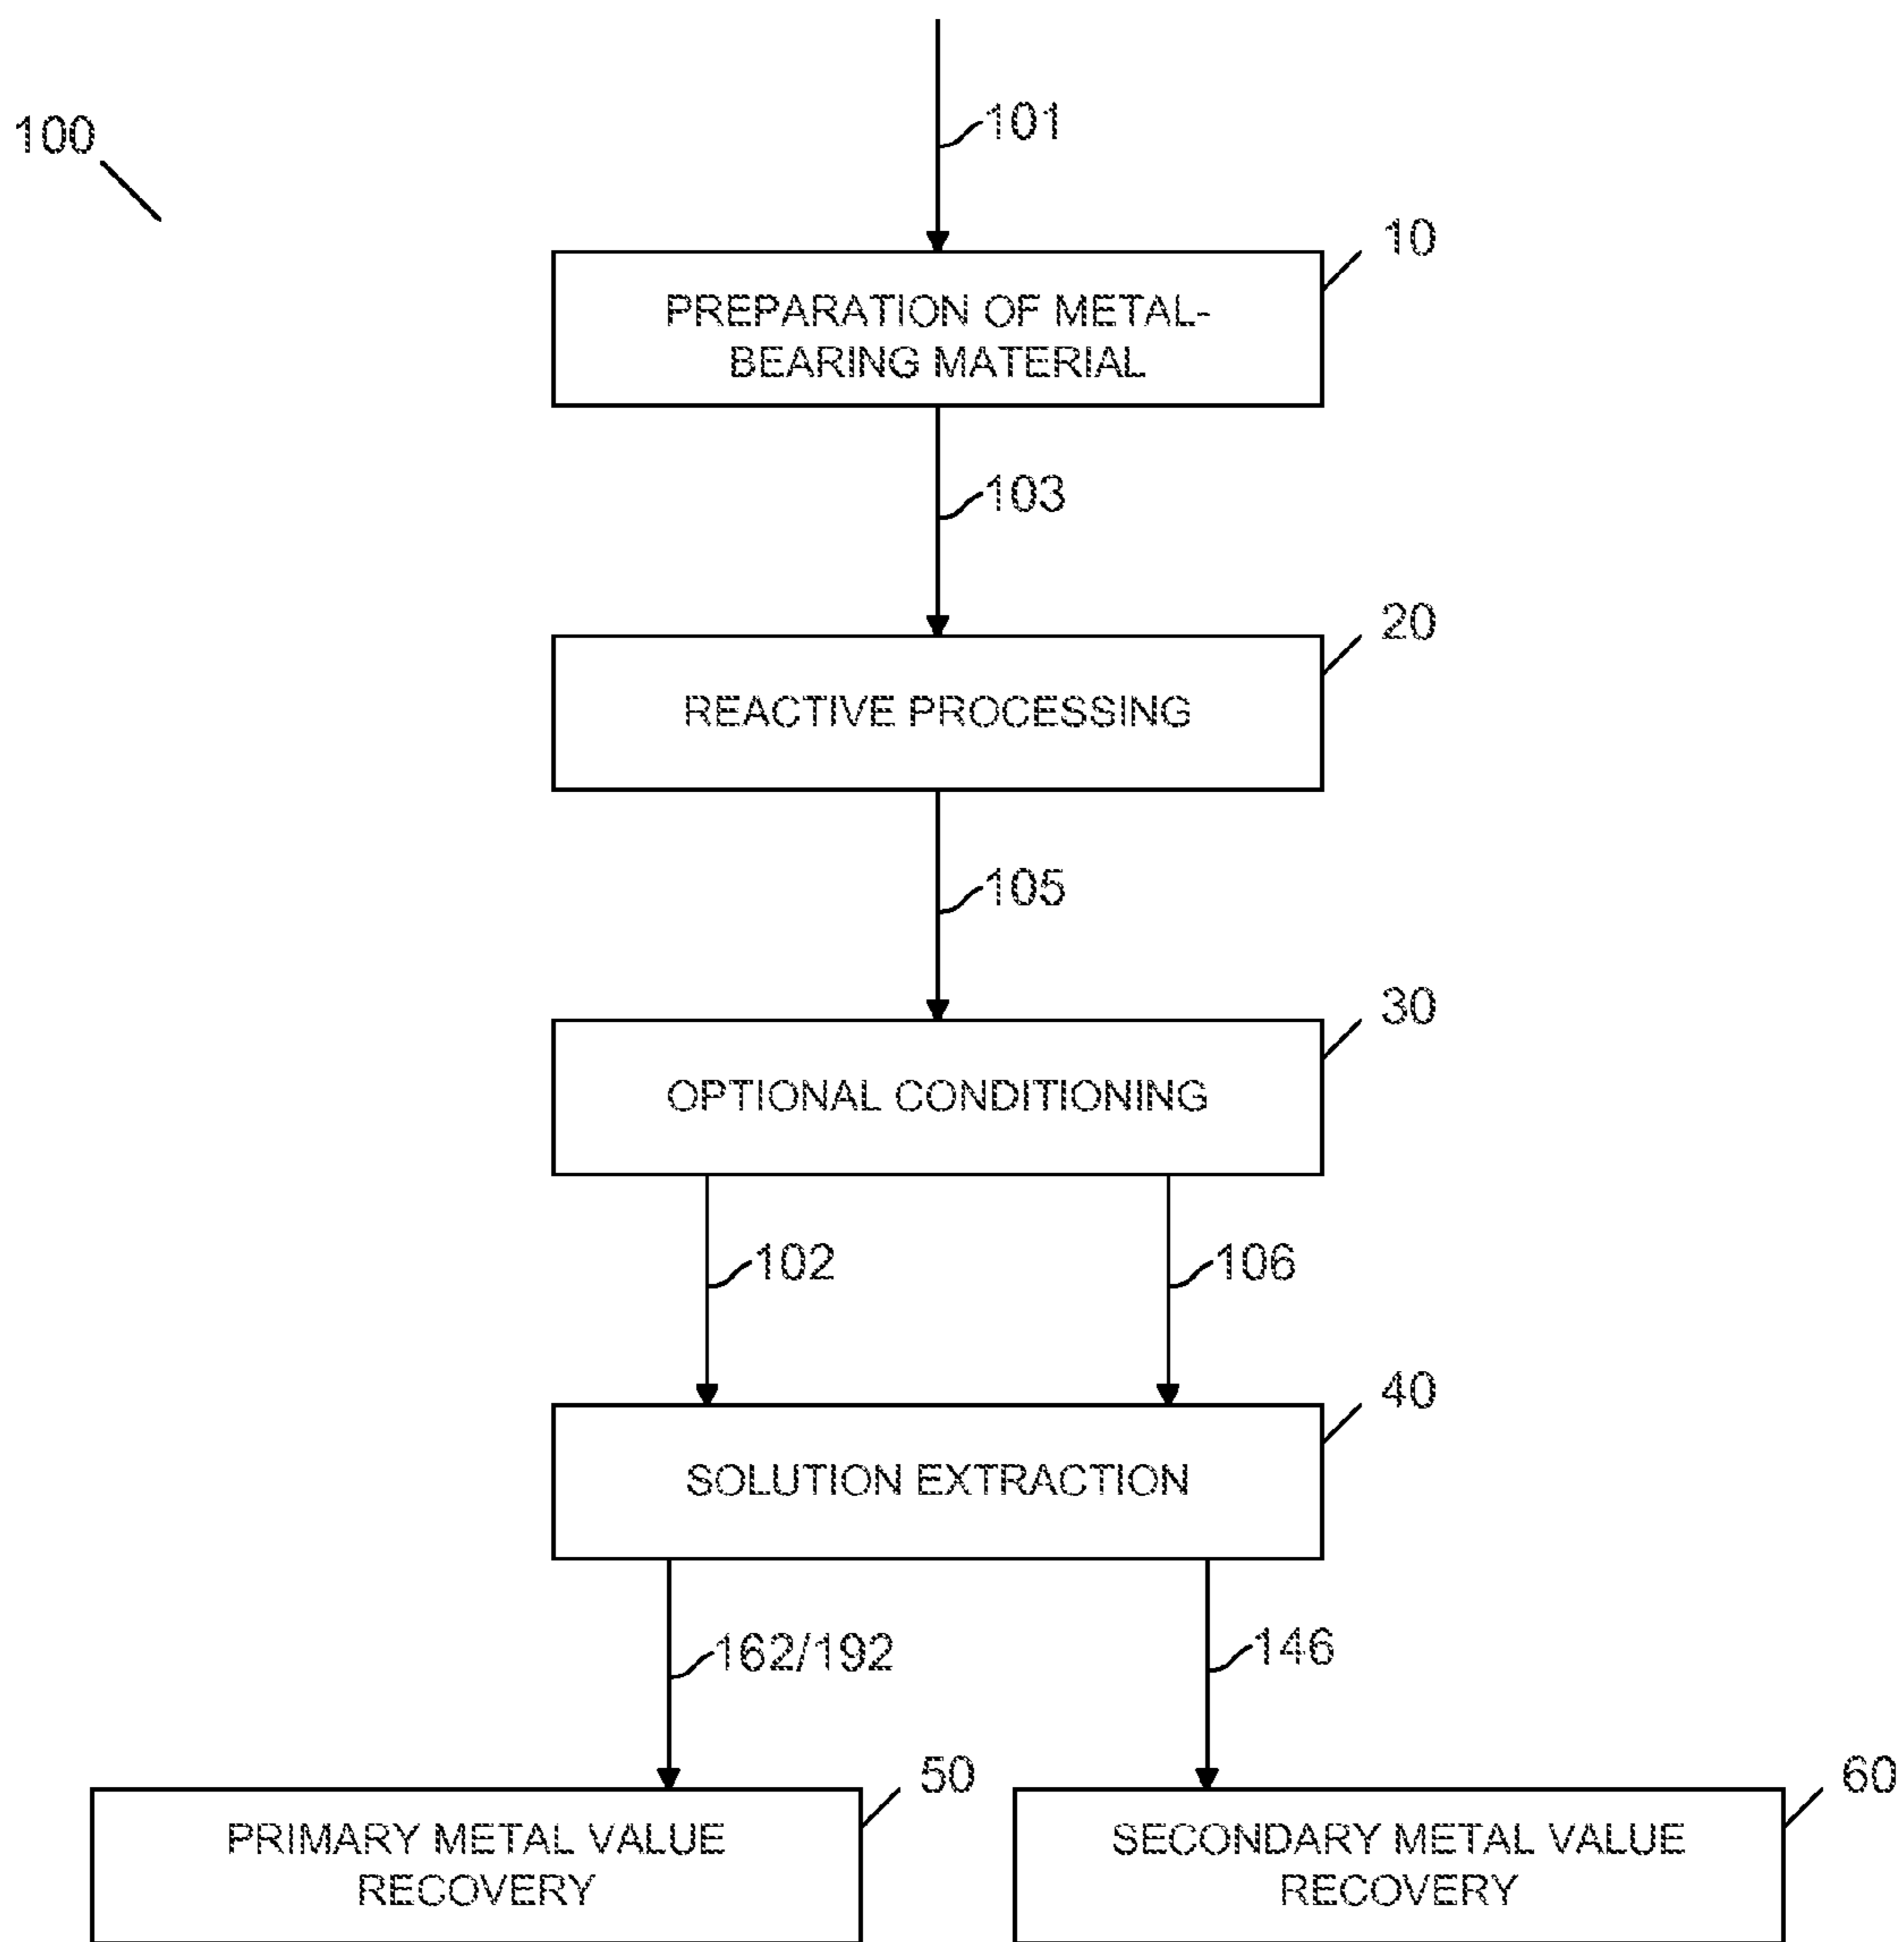 101
100
10
PREPARATION OF METAL-
BEARING MATERIAL
103
20
REACTIVE PROCESSING
105
30
OPTIONAL CONDITIONING
102
106
40
SOLUTION EXTRACTION
162/192
146
50
60
PRIMARY METAL VALUE
RECOVERY
SECONDARY METAL VALUE
RECOVERY